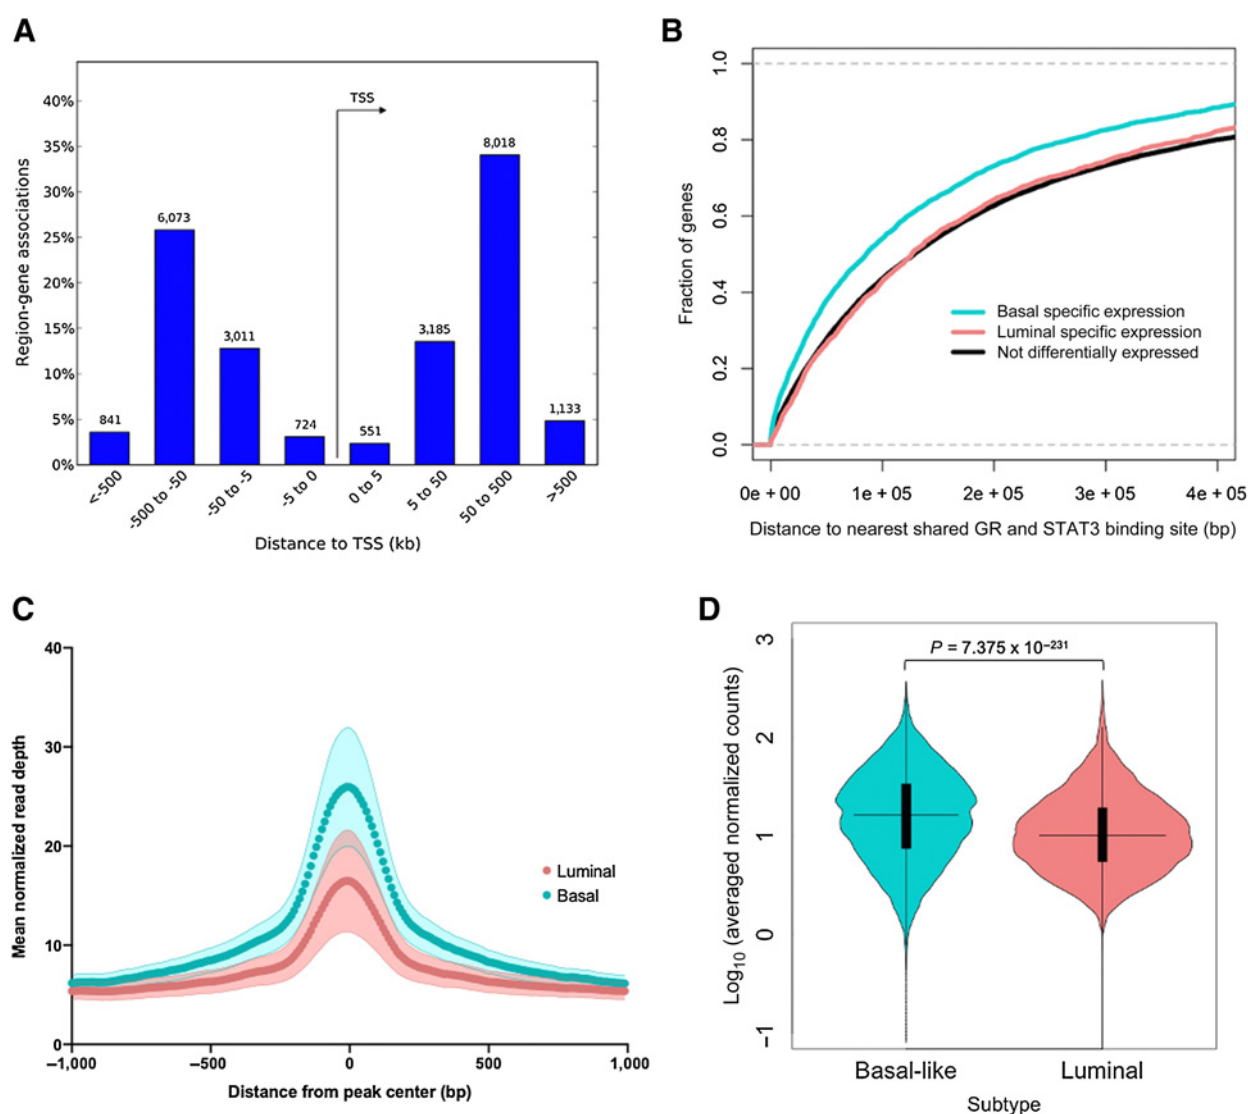 A
40%
35%
30%
25%
20%
15%
10%
5%
0%
Region-gene associations
TSS
841
6,073
3,011
724
551
3,185
8,018
1,133
<-500
-500 to -50
-50 to -5
-5 to 0
0 to 5
5 to 50
50 to 500
>500
Distance to TSS (kb)
B
1.0
0.8
0.6
0.4
0.2
0.0
Fraction of genes
Basal specific expression
Luminal specific expression
Not differentially expressed
0e + 00
1e + 05
2e + 05
3e + 05
4e + 05
Distance to nearest shared GR and STAT3 binding site (bp)
C
40
30
20
10
0
Mean normalized read depth
Luminal
Basal
–1,000
–500
0
500
1,000
Distance from peak center (bp)
D
3
2
1
0
–1
Log10 (averaged normalized counts)
P = 7.375 x 10–231
Basal-like
Luminal
Subtype